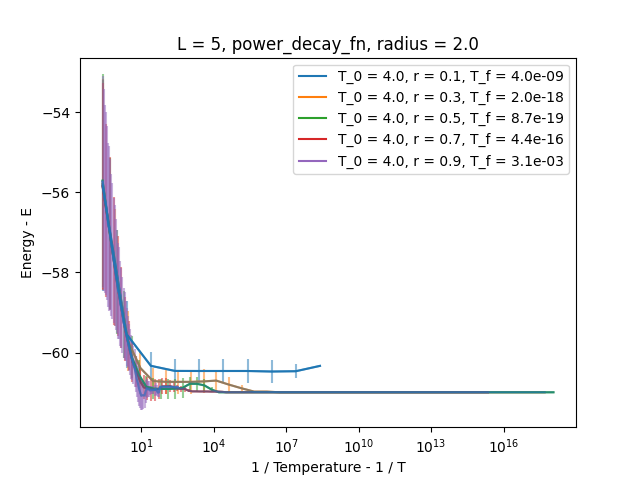 L = 5, power_decay_fn, radius = 2.0
T_0 = 4.0, r = 0.1, T_f = 4.0e-09
T_0 = 4.0, r = 0.3, T_f = 2.0e-18
T_0 = 4.0, r = 0.5, T_f = 8.7e-19
T_0 = 4.0, r = 0.7, T_f = 4.4e-16
T_0 = 4.0, r = 0.9, T_f = 3.1e-03
Energy - E
−54
−56
−58
−60
10¹ 10⁴ 10⁷ 10¹⁰ 10¹³ 10¹⁶
1 / Temperature - 1 / T